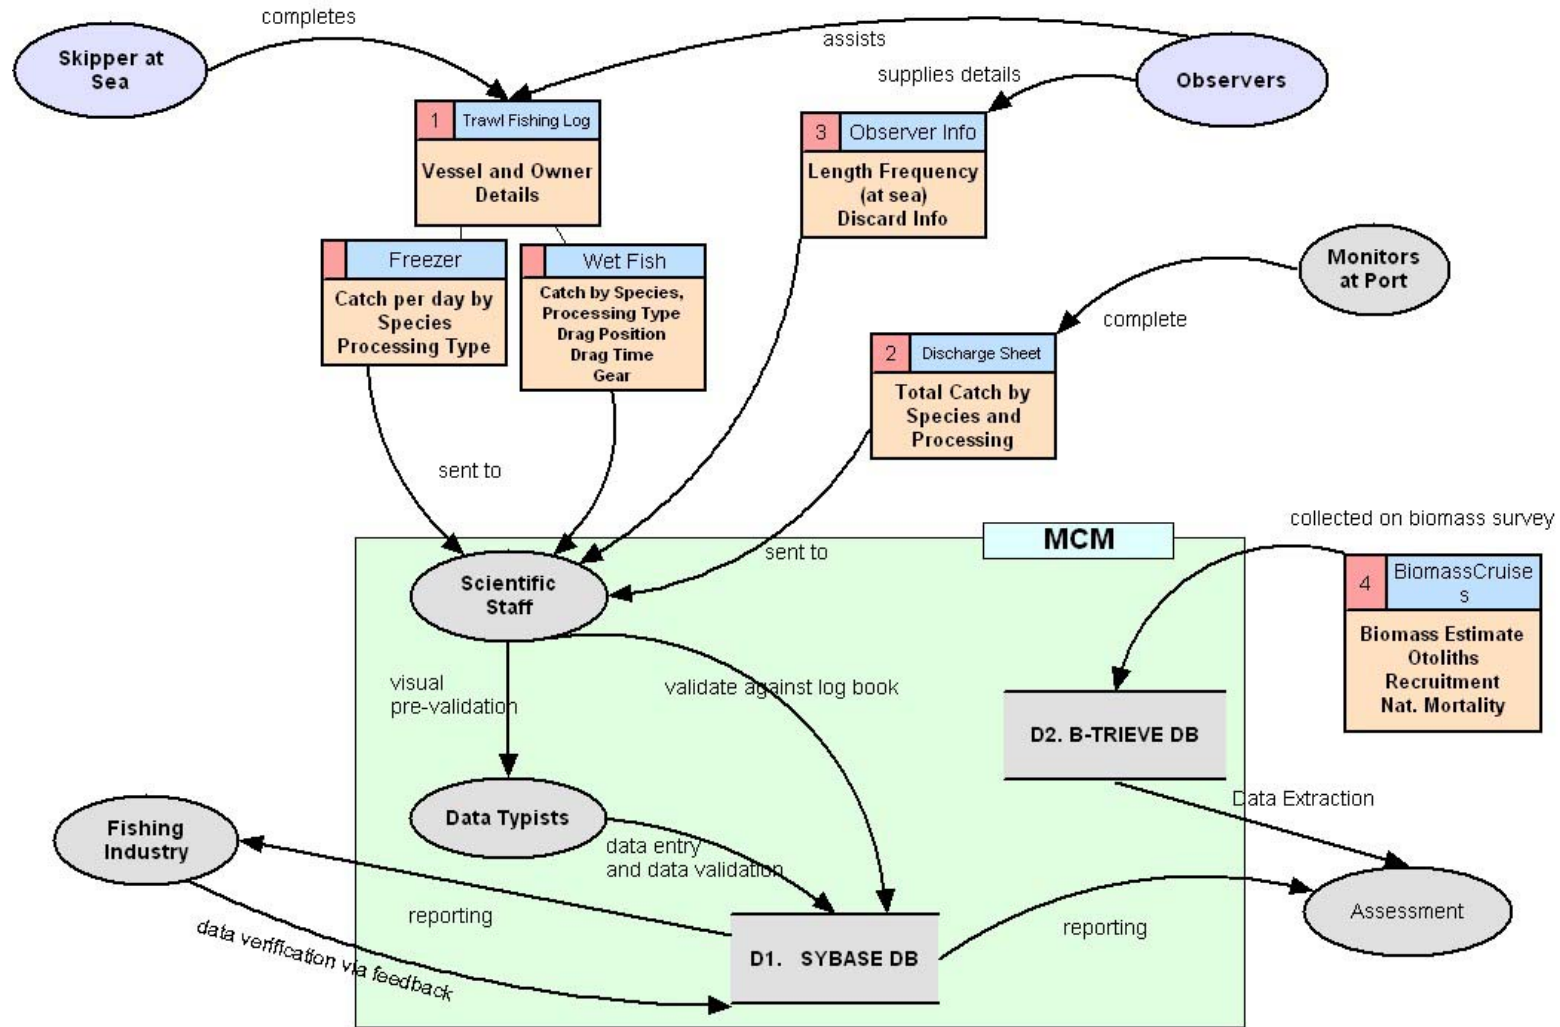 completes
Skipper at
Sea
assists
supplies details
Observers
1 Trawl Fishing Log
Vessel and Owner
Details
3 Observer Info
Length Frequency
(at sea)
Discard Info
Freezer
Catch per day by
Species
Processing Type
Wet Fish
Catch by Species,
Processing Type
Drag Position
Drag Time
Gear
Monitors
at Port
complete
2 Discharge Sheet
Total Catch by
Species and
Processing
sent to
sent to
MCM
collected on biomass survey
4 BiomassCruise
s
Biomass Estimate
Otoliths
Recruitment
Nat. Mortality
Scientific
Staff
visual
pre-validation
validate against log book
D2. B-TRIEVE DB
Data Extraction
Data Typists
data entry
and data validation
Fishing
Industry
reporting
data verification via feedback
D1. SYBASE DB
reporting
Assessment